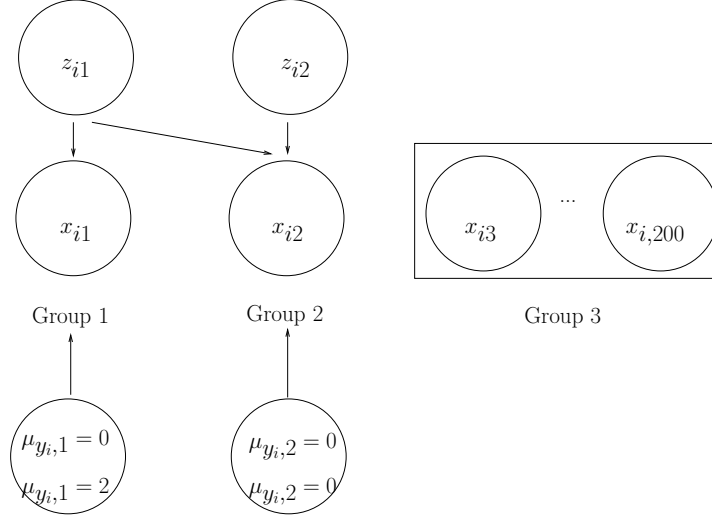 z_{i1} z_{i2}
x_{i1} x_{i2} x_{i3} ... x_{i,200}
Group 1 Group 2 Group 3
μ_{y_i,1} = 0 μ_{y_i,2} = 0
μ_{y_i,1} = 2 μ_{y_i,2} = 0